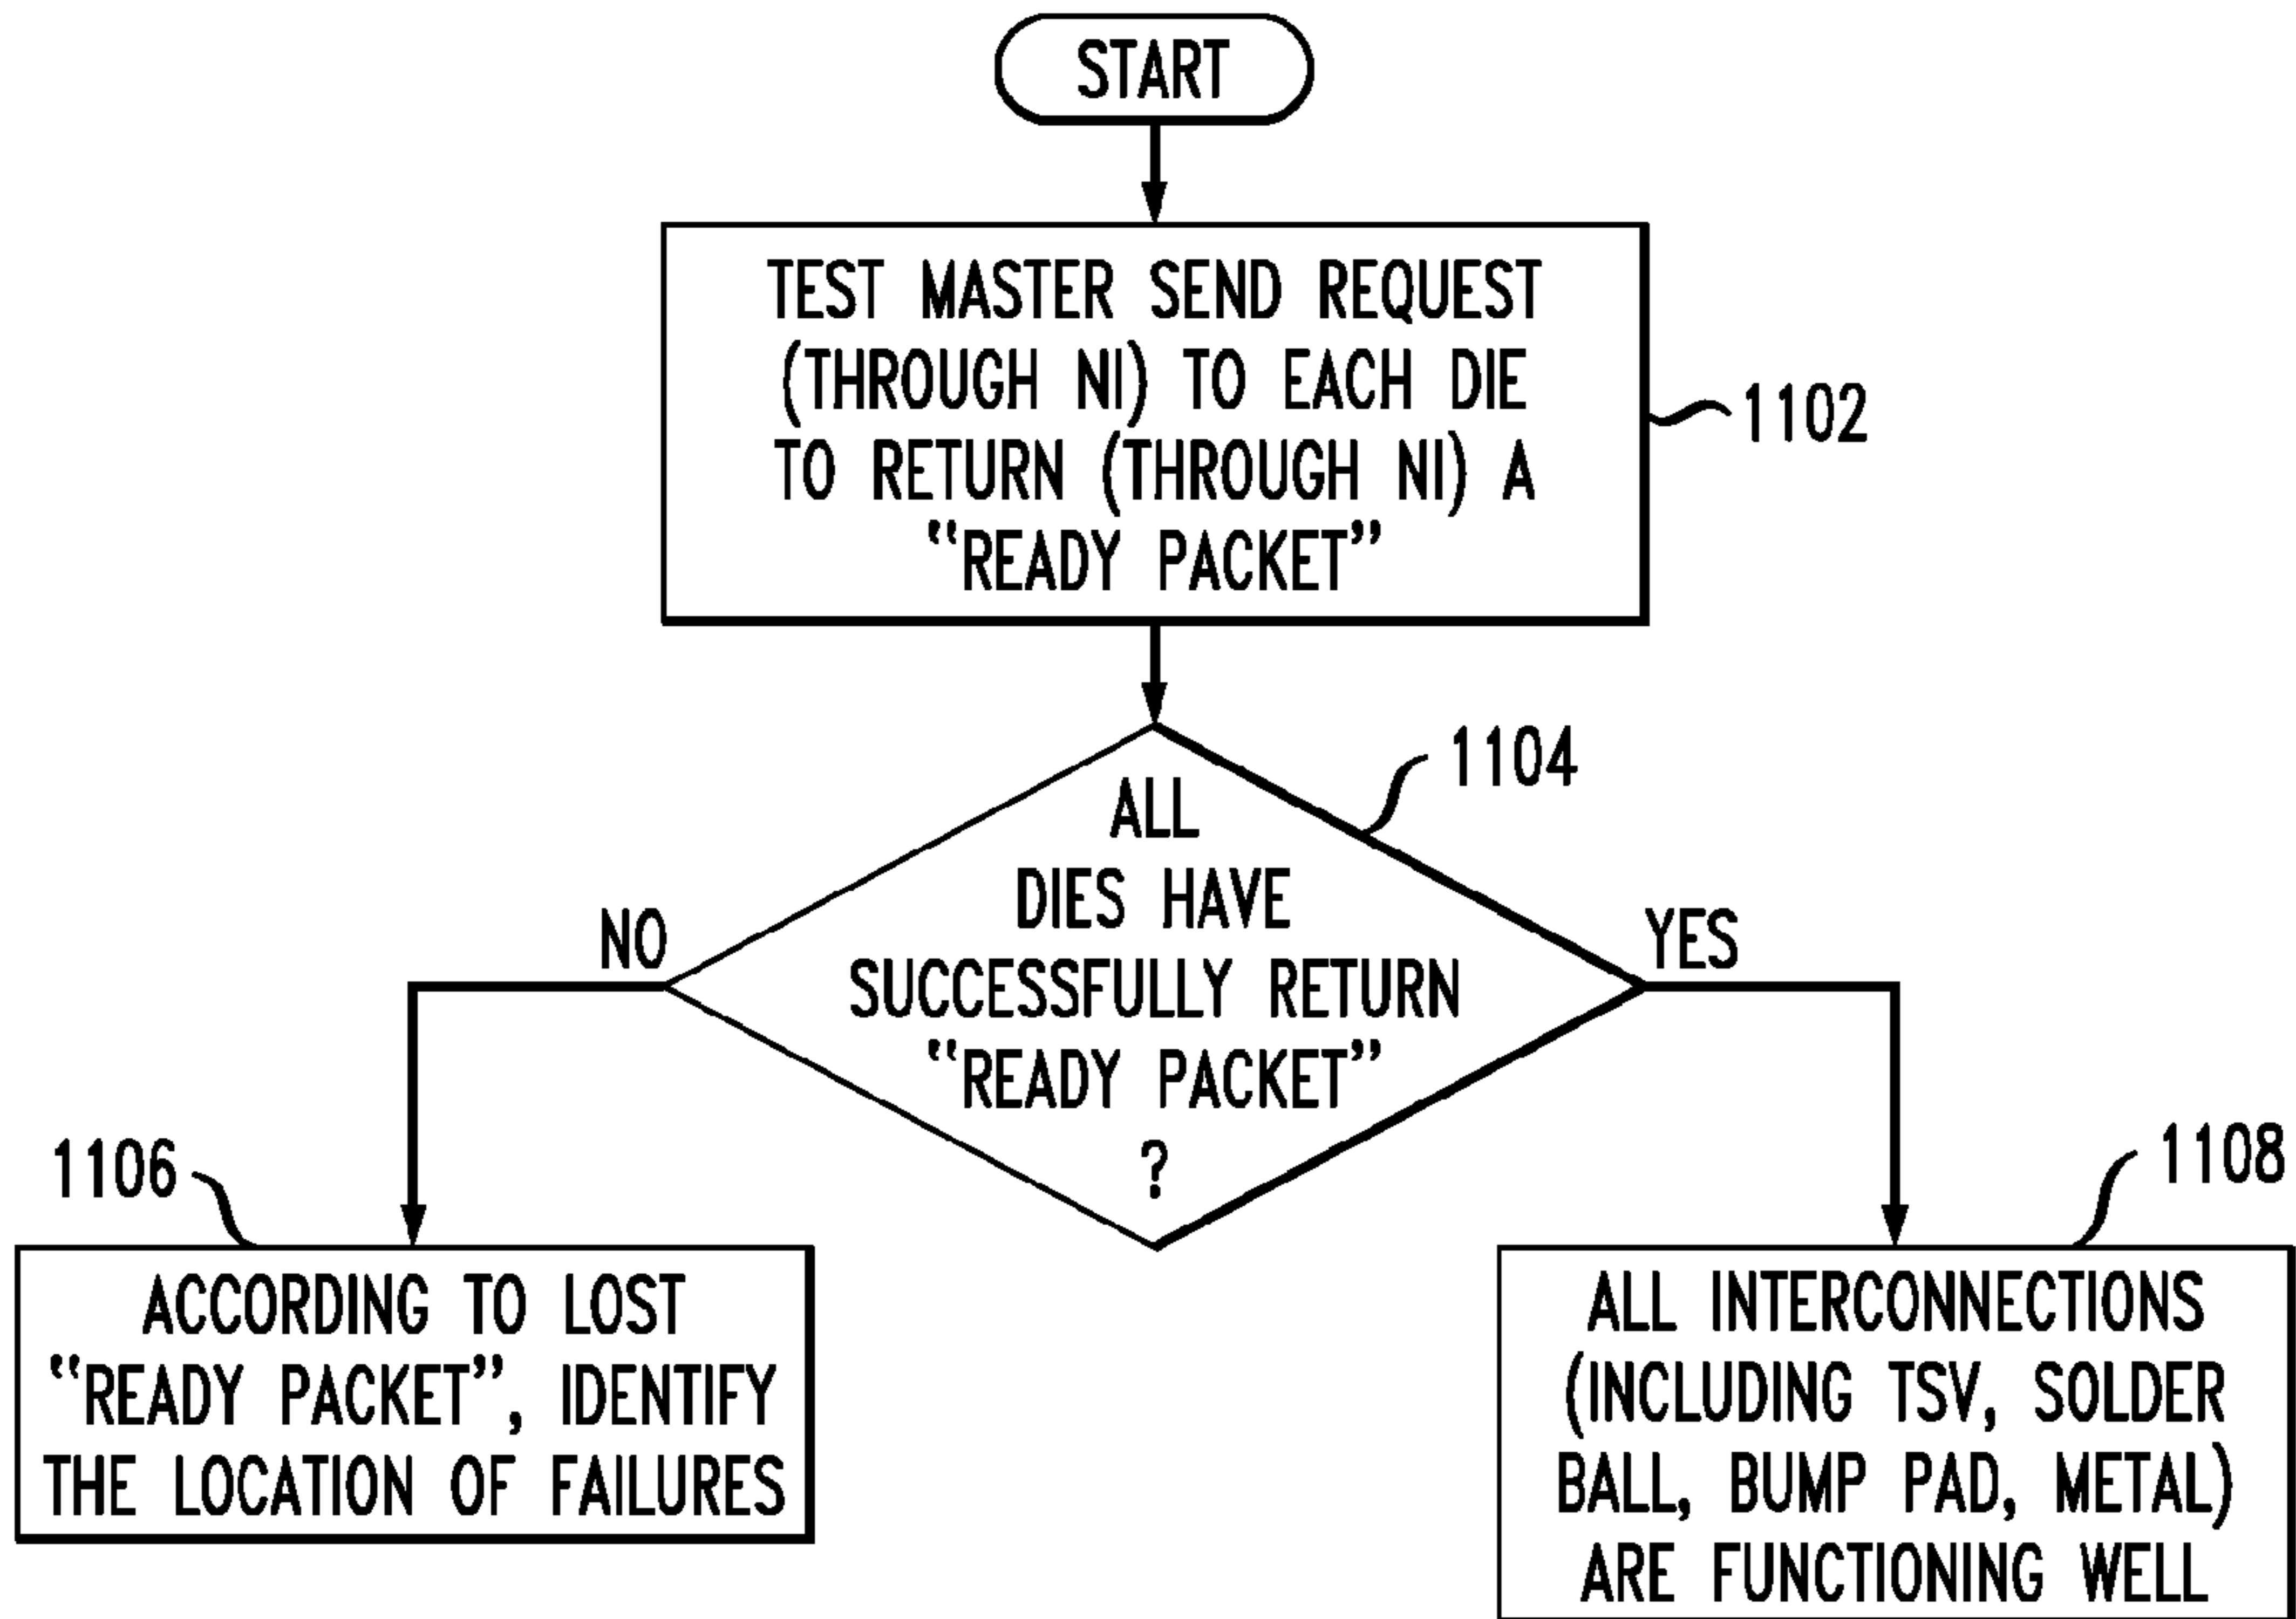 START
TEST MASTER SEND REQUEST
(THROUGH NI) TO EACH DIE
TO RETURN (THROUGH NI) A
“READY PACKET”
1102
1104
ALL
DIES HAVE
SUCCESSFULLY RETURN
“READY PACKET”
?
NO
YES
1106
ACCORDING TO LOST
“READY PACKET”, IDENTIFY
THE LOCATION OF FAILURES
1108
ALL INTERCONNECTIONS
(INCLUDING TSV, SOLDER
BALL, BUMP PAD, METAL)
ARE FUNCTIONING WELL